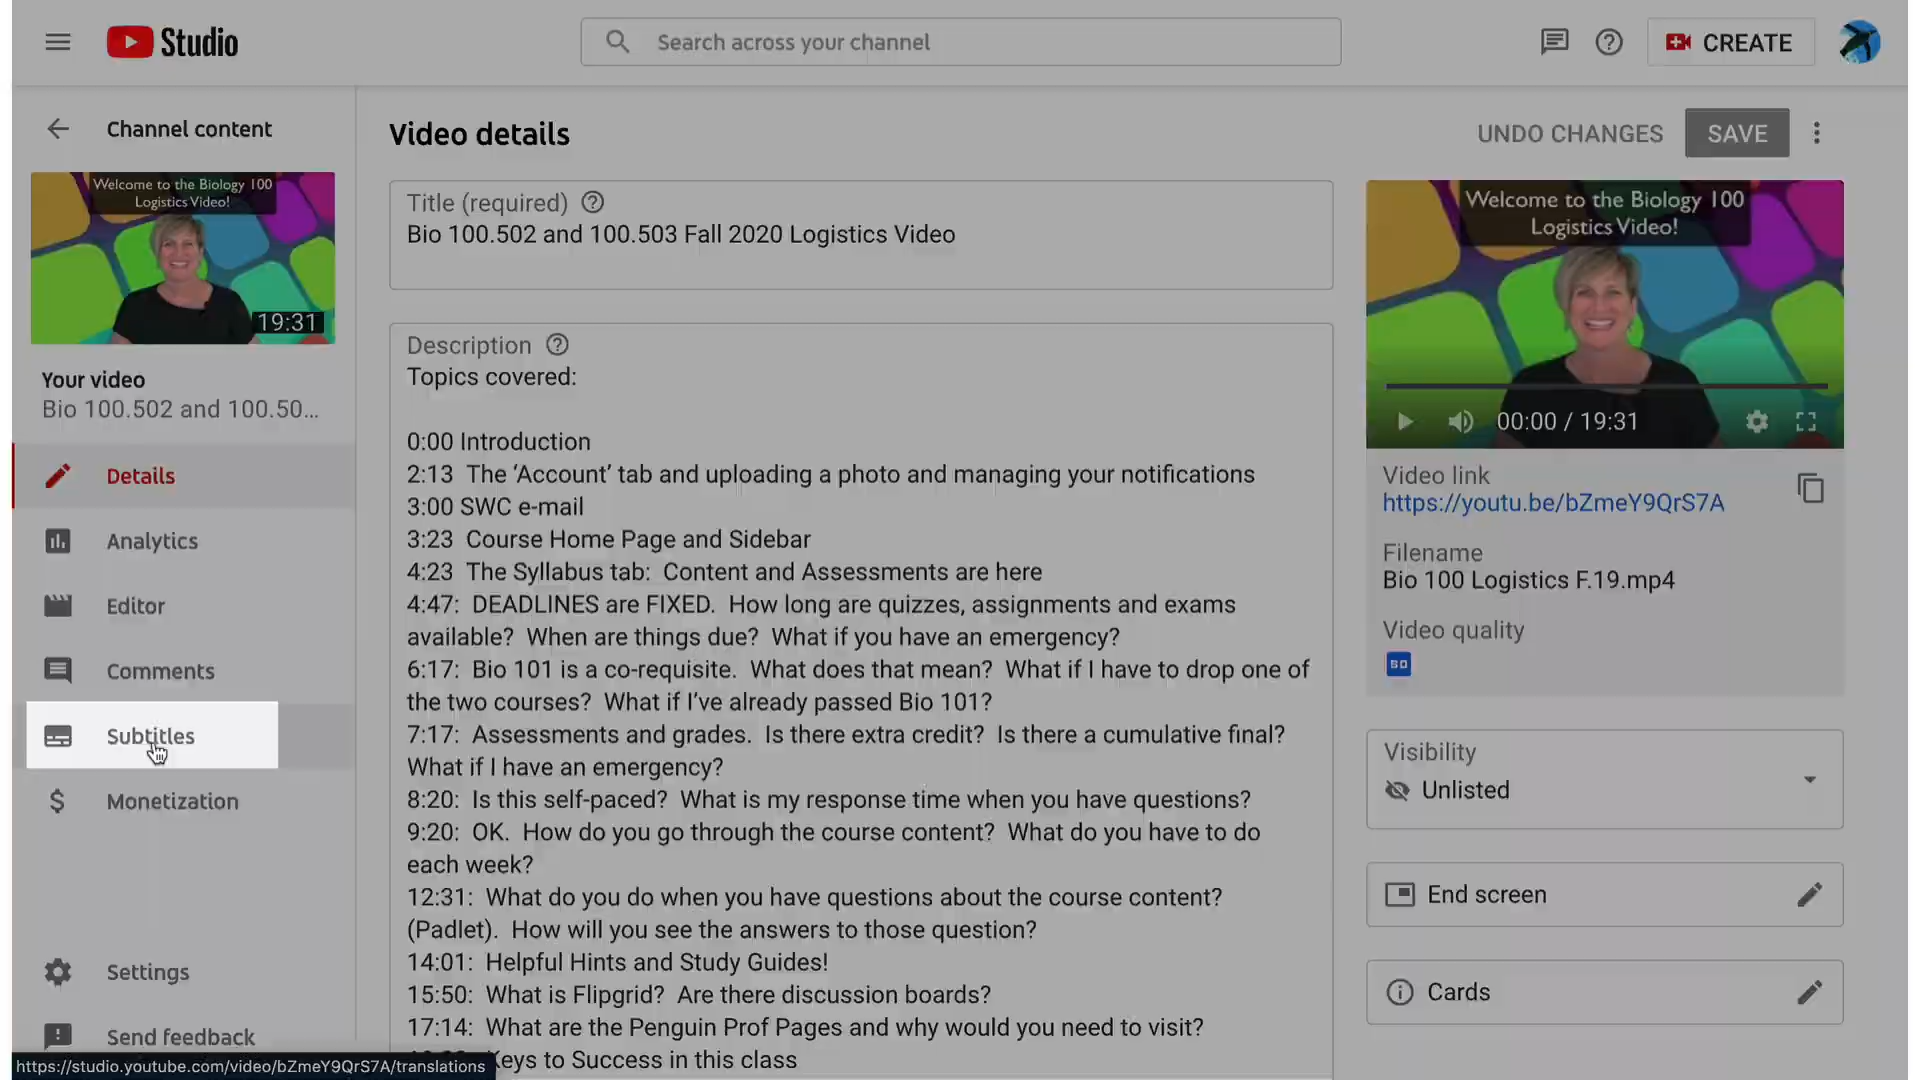 Studio
Search across your channel
CREATE
Channel content
Welcome to the Biology 100
Logistics Video!
19:31
Your video
Bio 100.502 and 100.50...
Details
Analytics
Editor
Comments
Subtitles
Monetization
Settings
Send feedback
https://studio.youtube.com/video/bZmeY9QrS7A/translations
Video details
UNDO CHANGES
SAVE
Title (required)
Bio 100.502 and 100.503 Fall 2020 Logistics Video
Description
Topics covered:
0:00 Introduction
2:13 The ‘Account’ tab and uploading a photo and managing your notifications
3:00 SWC e-mail
3:23 Course Home Page and Sidebar
4:23 The Syllabus tab: Content and Assessments are here
4:47: DEADLINES are FIXED. How long are quizzes, assignments and exams
available? When are things due? What if you have an emergency?
6:17: Bio 101 is a co-requisite. What does that mean? What if I have to drop one of
the two courses? What if I’ve already passed Bio 101?
7:17: Assessments and grades. Is there extra credit? Is there a cumulative final?
What if I have an emergency?
8:20: Is this self-paced? What is my response time when you have questions?
9:20: OK. How do you go through the course content? What do you have to do
each week?
12:31: What do you do when you have questions about the course content?
(Padlet). How will you see the answers to those question?
14:01: Helpful Hints and Study Guides!
15:50: What is Flipgrid? Are there discussion boards?
17:14: What are the Penguin Prof Pages and why would you need to visit?
Keys to Success in this class
Welcome to the Biology 100
Logistics Video!
00:00 / 19:31
Video link
https://youtu.be/bZmeY9QrS7A
Filename
Bio 100 Logistics F.19.mp4
Video quality
SD
Visibility
Unlisted
End screen
Cards